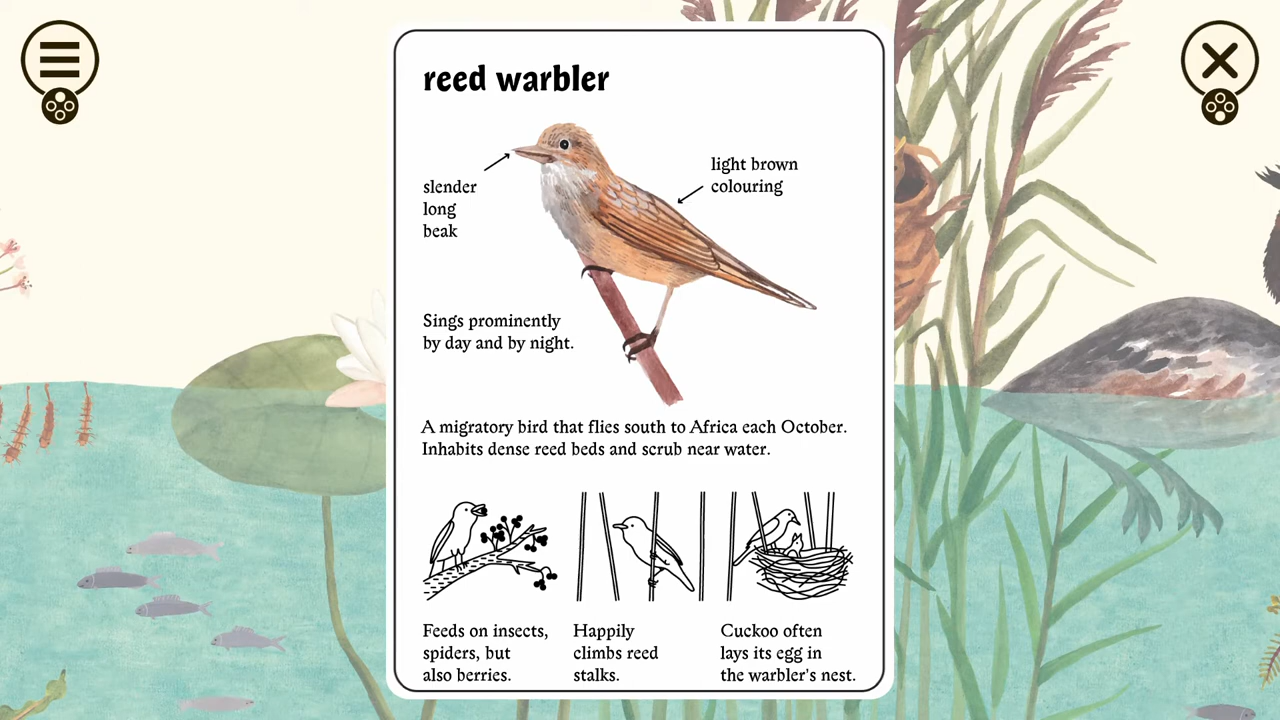 reed warbler
slender
long
beak
light brown
colouring
Sings prominently
by day and by night.
A migratory bird that flies south to Africa each October.
Inhabits dense reed beds and scrub near water.
Feeds on insects,
spiders, but
also berries.
Happily
climbs reed
stalks.
Cuckoo often
lays its egg in
the warbler's nest.